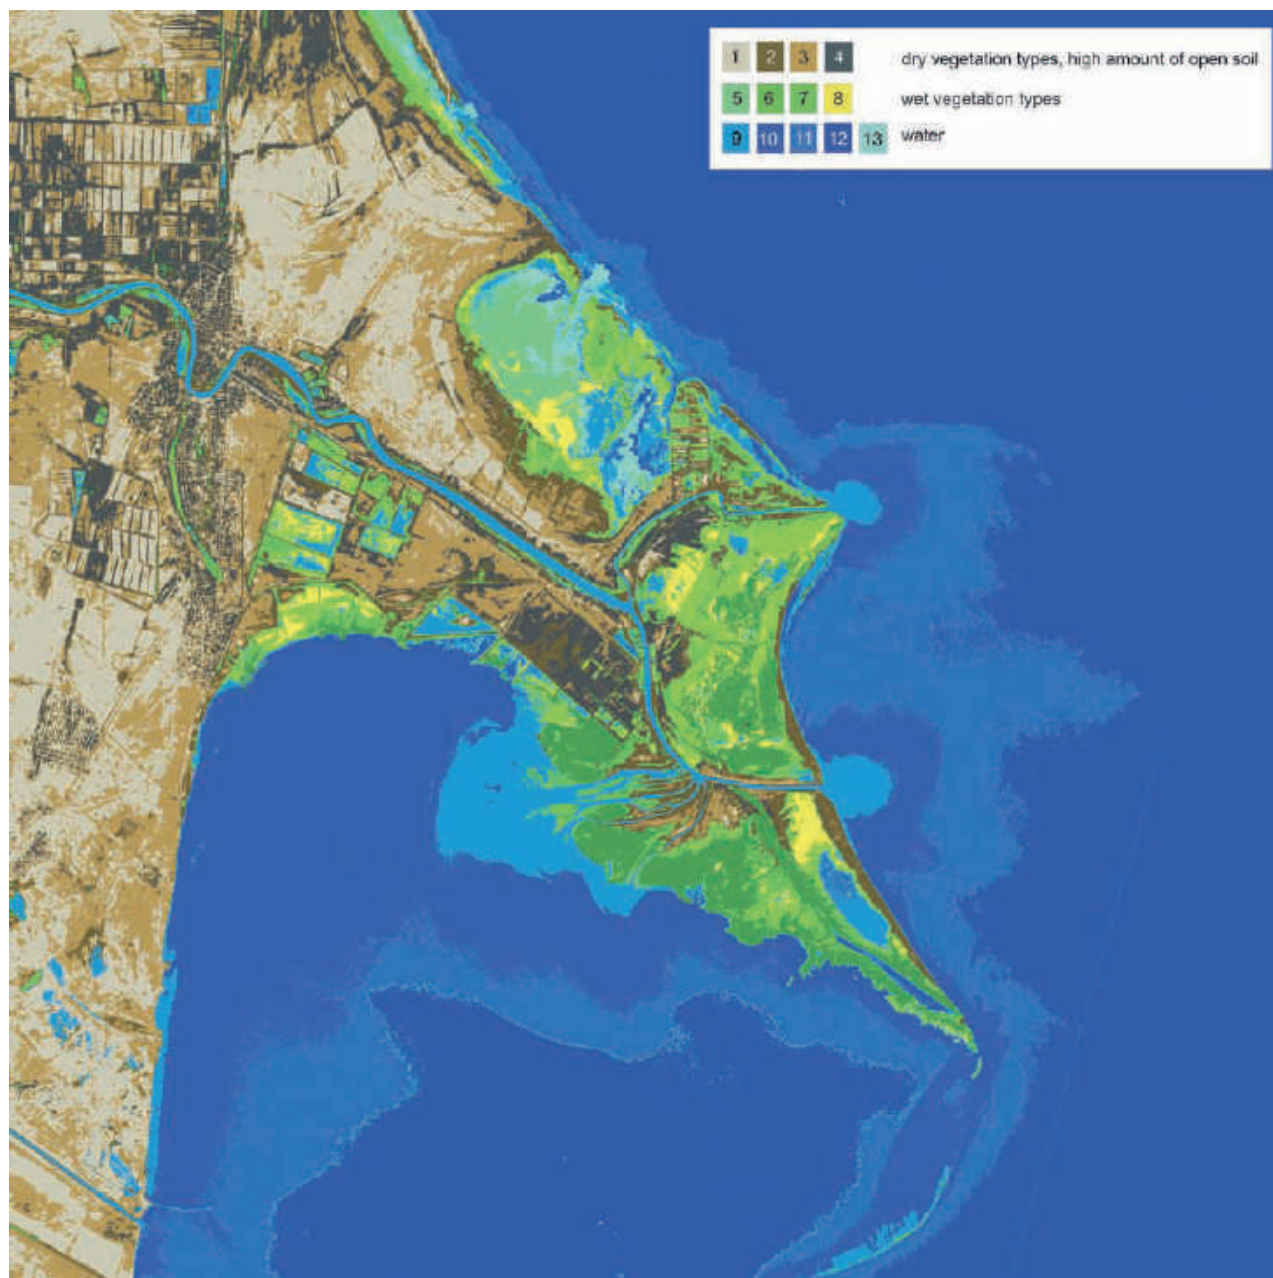 1 2 3 4 dry vegetation types, high amount of open soil
5 6 7 8 wet vegetation types
9 10 11 12 13 water